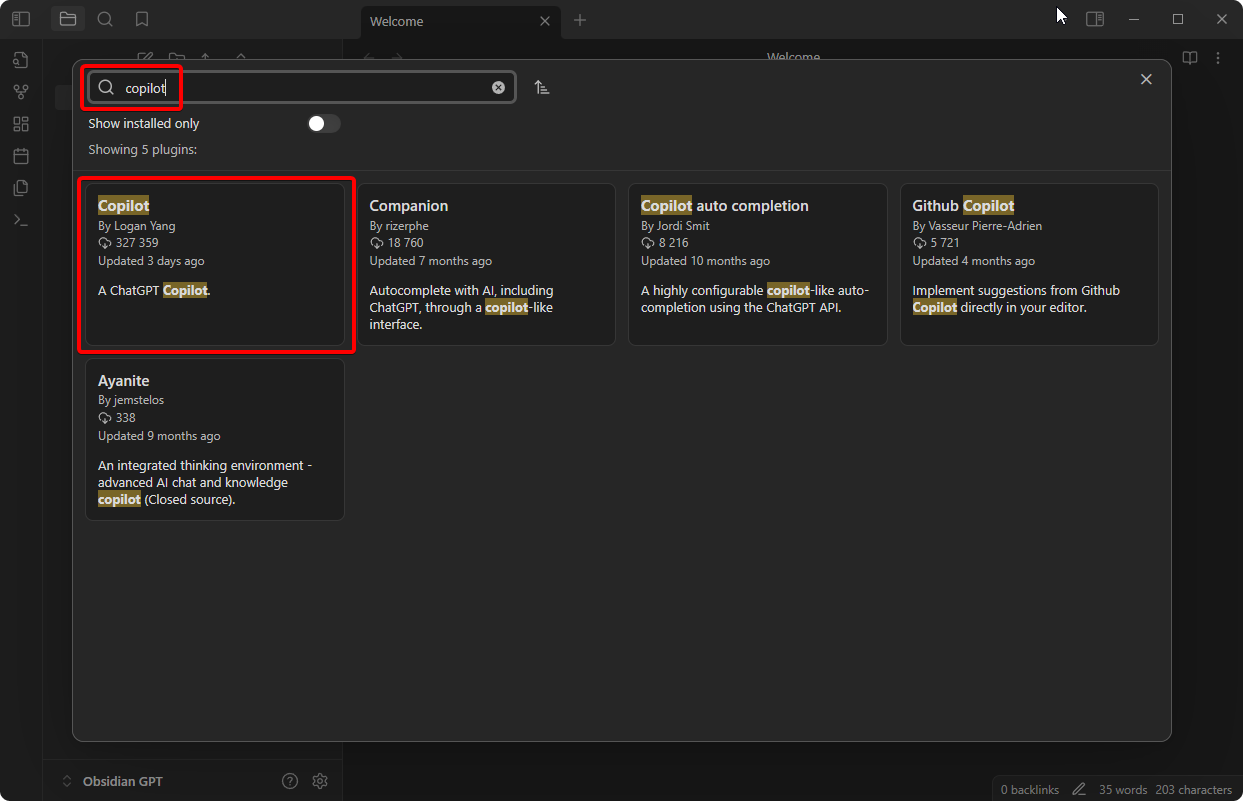 Welcome
Welcome
copilot
Show installed only
Showing 5 plugins:
Copilot
By Logan Yang
327 359
Updated 3 days ago
A ChatGPT Copilot.
Companion
By rizerphe
18 760
Updated 7 months ago
Autocomplete with AI, including
ChatGPT, through a copilot-like
interface.
Copilot auto completion
By Jordi Smit
8 216
Updated 10 months ago
A highly configurable copilot-like auto-
completion using the ChatGPT API.
Github Copilot
By Vasseur Pierre-Adrien
5 721
Updated 4 months ago
Implement suggestions from Github
Copilot directly in your editor.
Ayanite
By jemstelos
338
Updated 9 months ago
An integrated thinking environment -
advanced AI chat and knowledge
copilot (Closed source).
Obsidian GPT
0 backlinks 35 words 203 characters